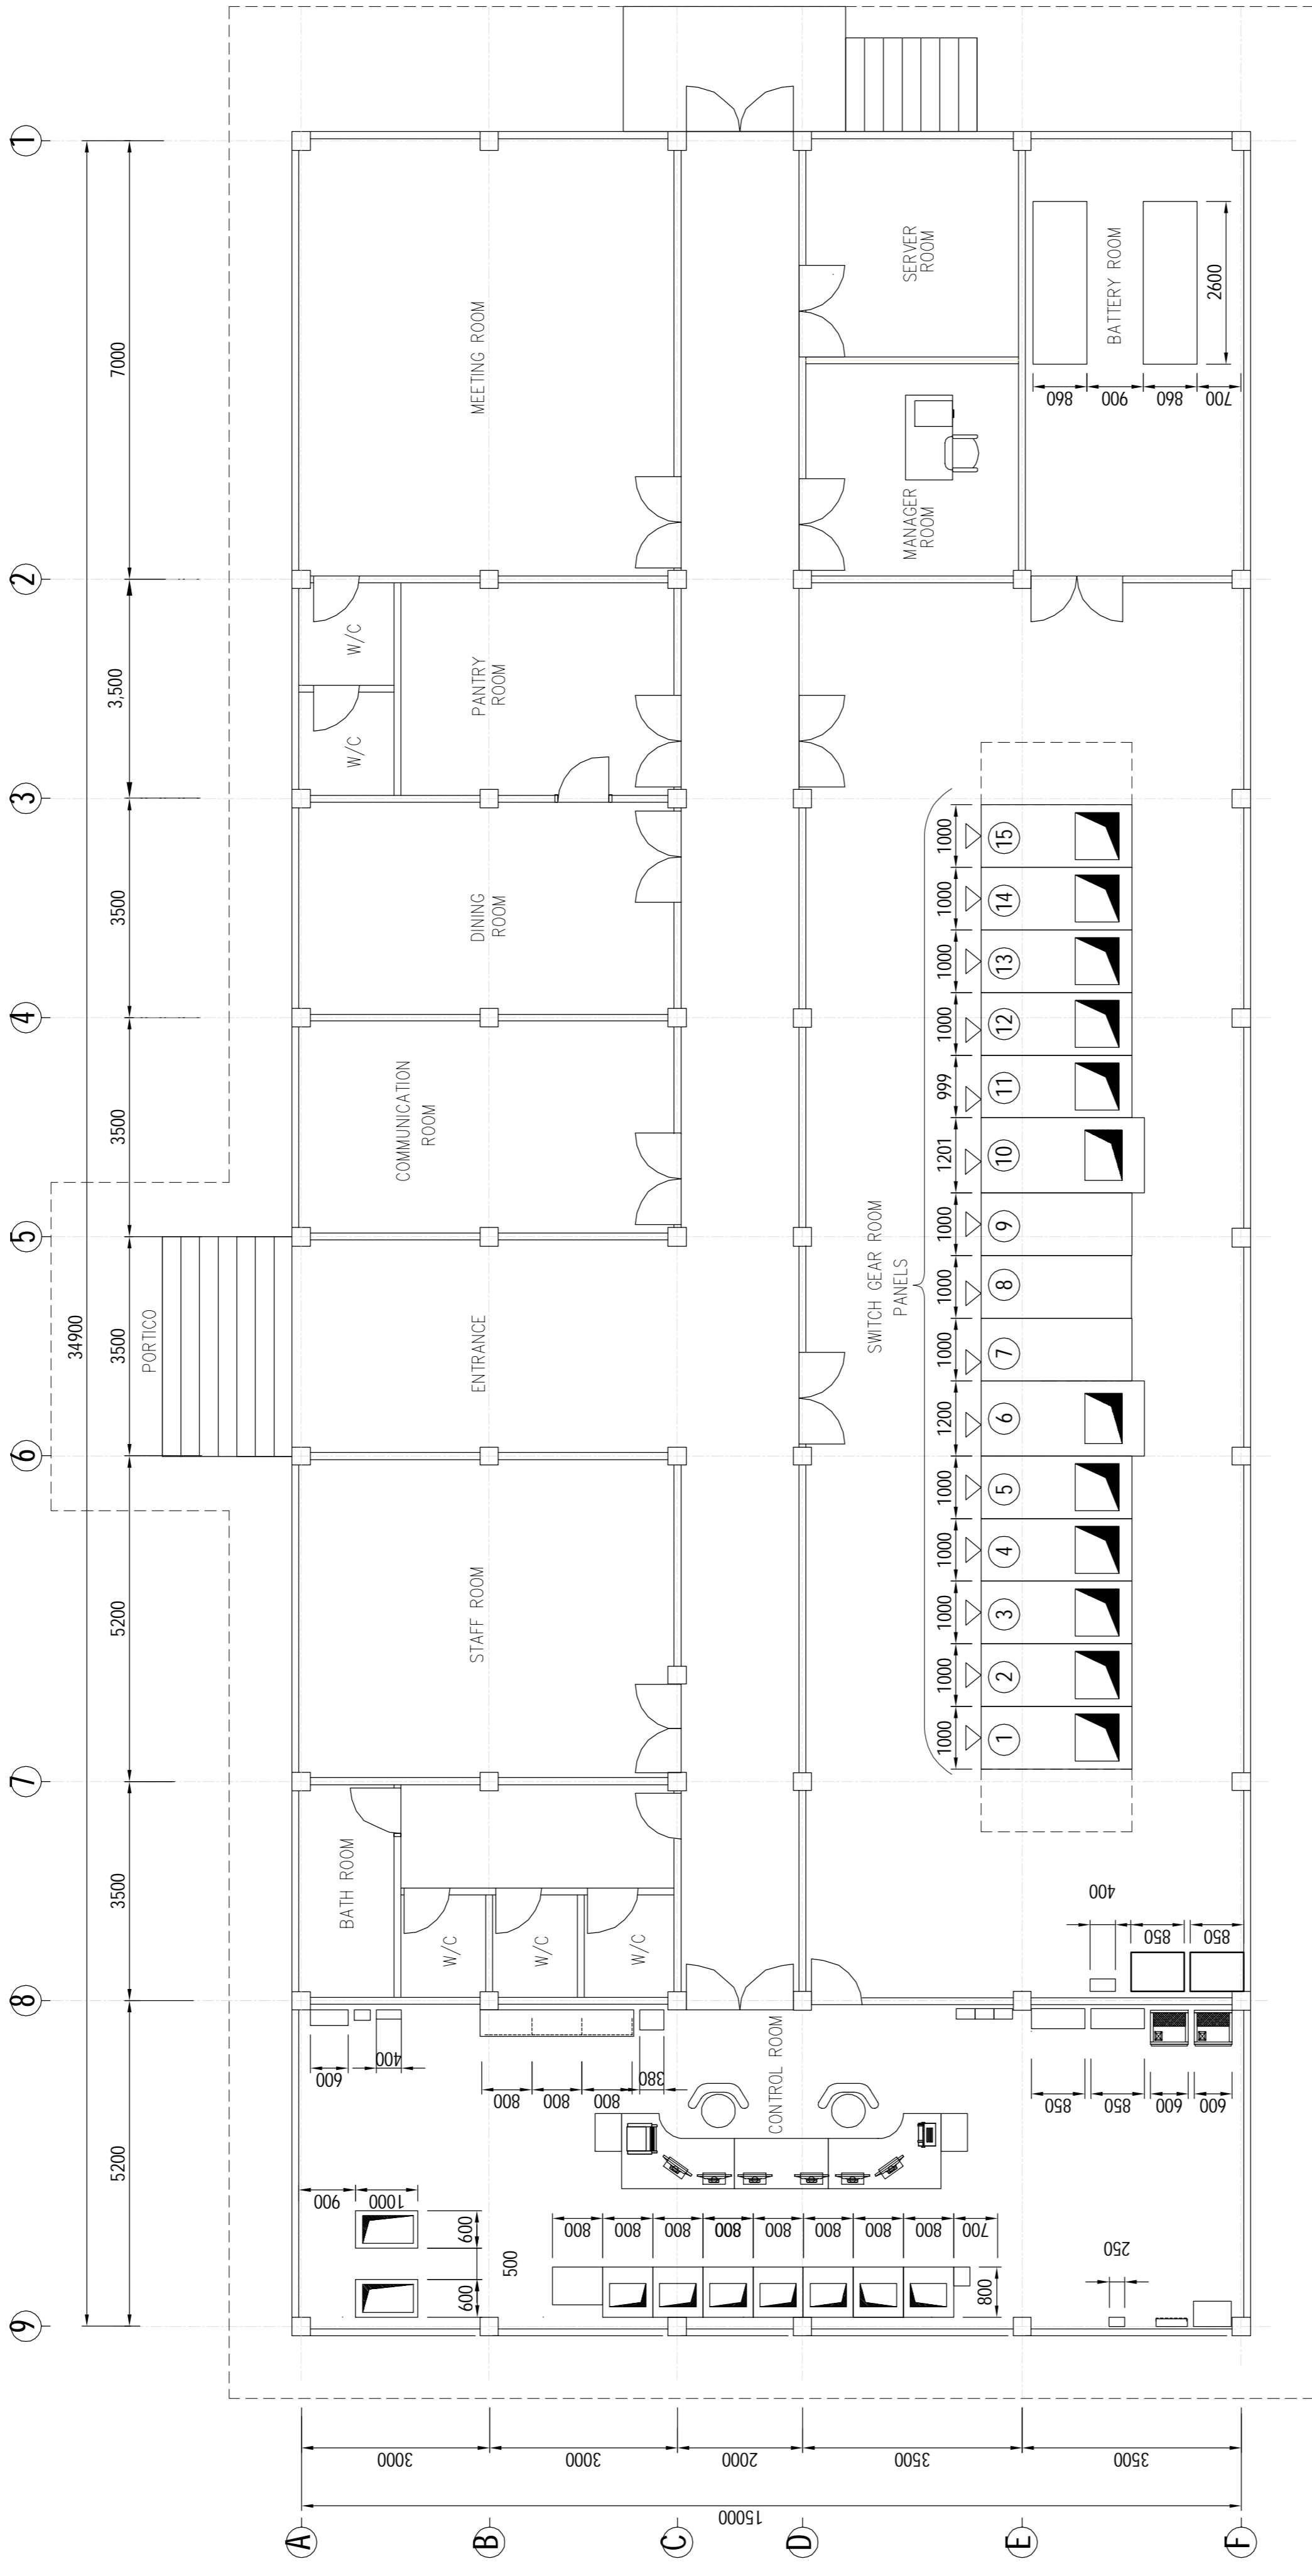 1
2
3
4
5
6
7
8
9
34900
7000
3,500
3500
3500
3500
5200
3500
5200
A
B
C
D
E
F
3000
3000
2000
3500
3500
15000
PORTICO
MEETING ROOM
W/C
W/C
PANTRY
ROOM
DINING
ROOM
COMMUNICATION
ROOM
ENTRANCE
STAFF ROOM
BATH ROOM
W/C
W/C
W/C
SERVER
ROOM
MANAGER
ROOM
BATTERY ROOM
2600
860
900
860
700
SWITCH GEAR ROOM
PANELS
1000
1000
1000
1000
999
1201
1000
1000
1000
1200
1000
1000
1000
1000
1000
15
14
13
12
11
10
9
8
7
6
5
4
3
2
1
400
850
850
CONTROL ROOM
600
400
800
800
800
380
850
850
600
600
900
1000
600
500
600
800
800
800
800
800
800
800
800
700
800
250